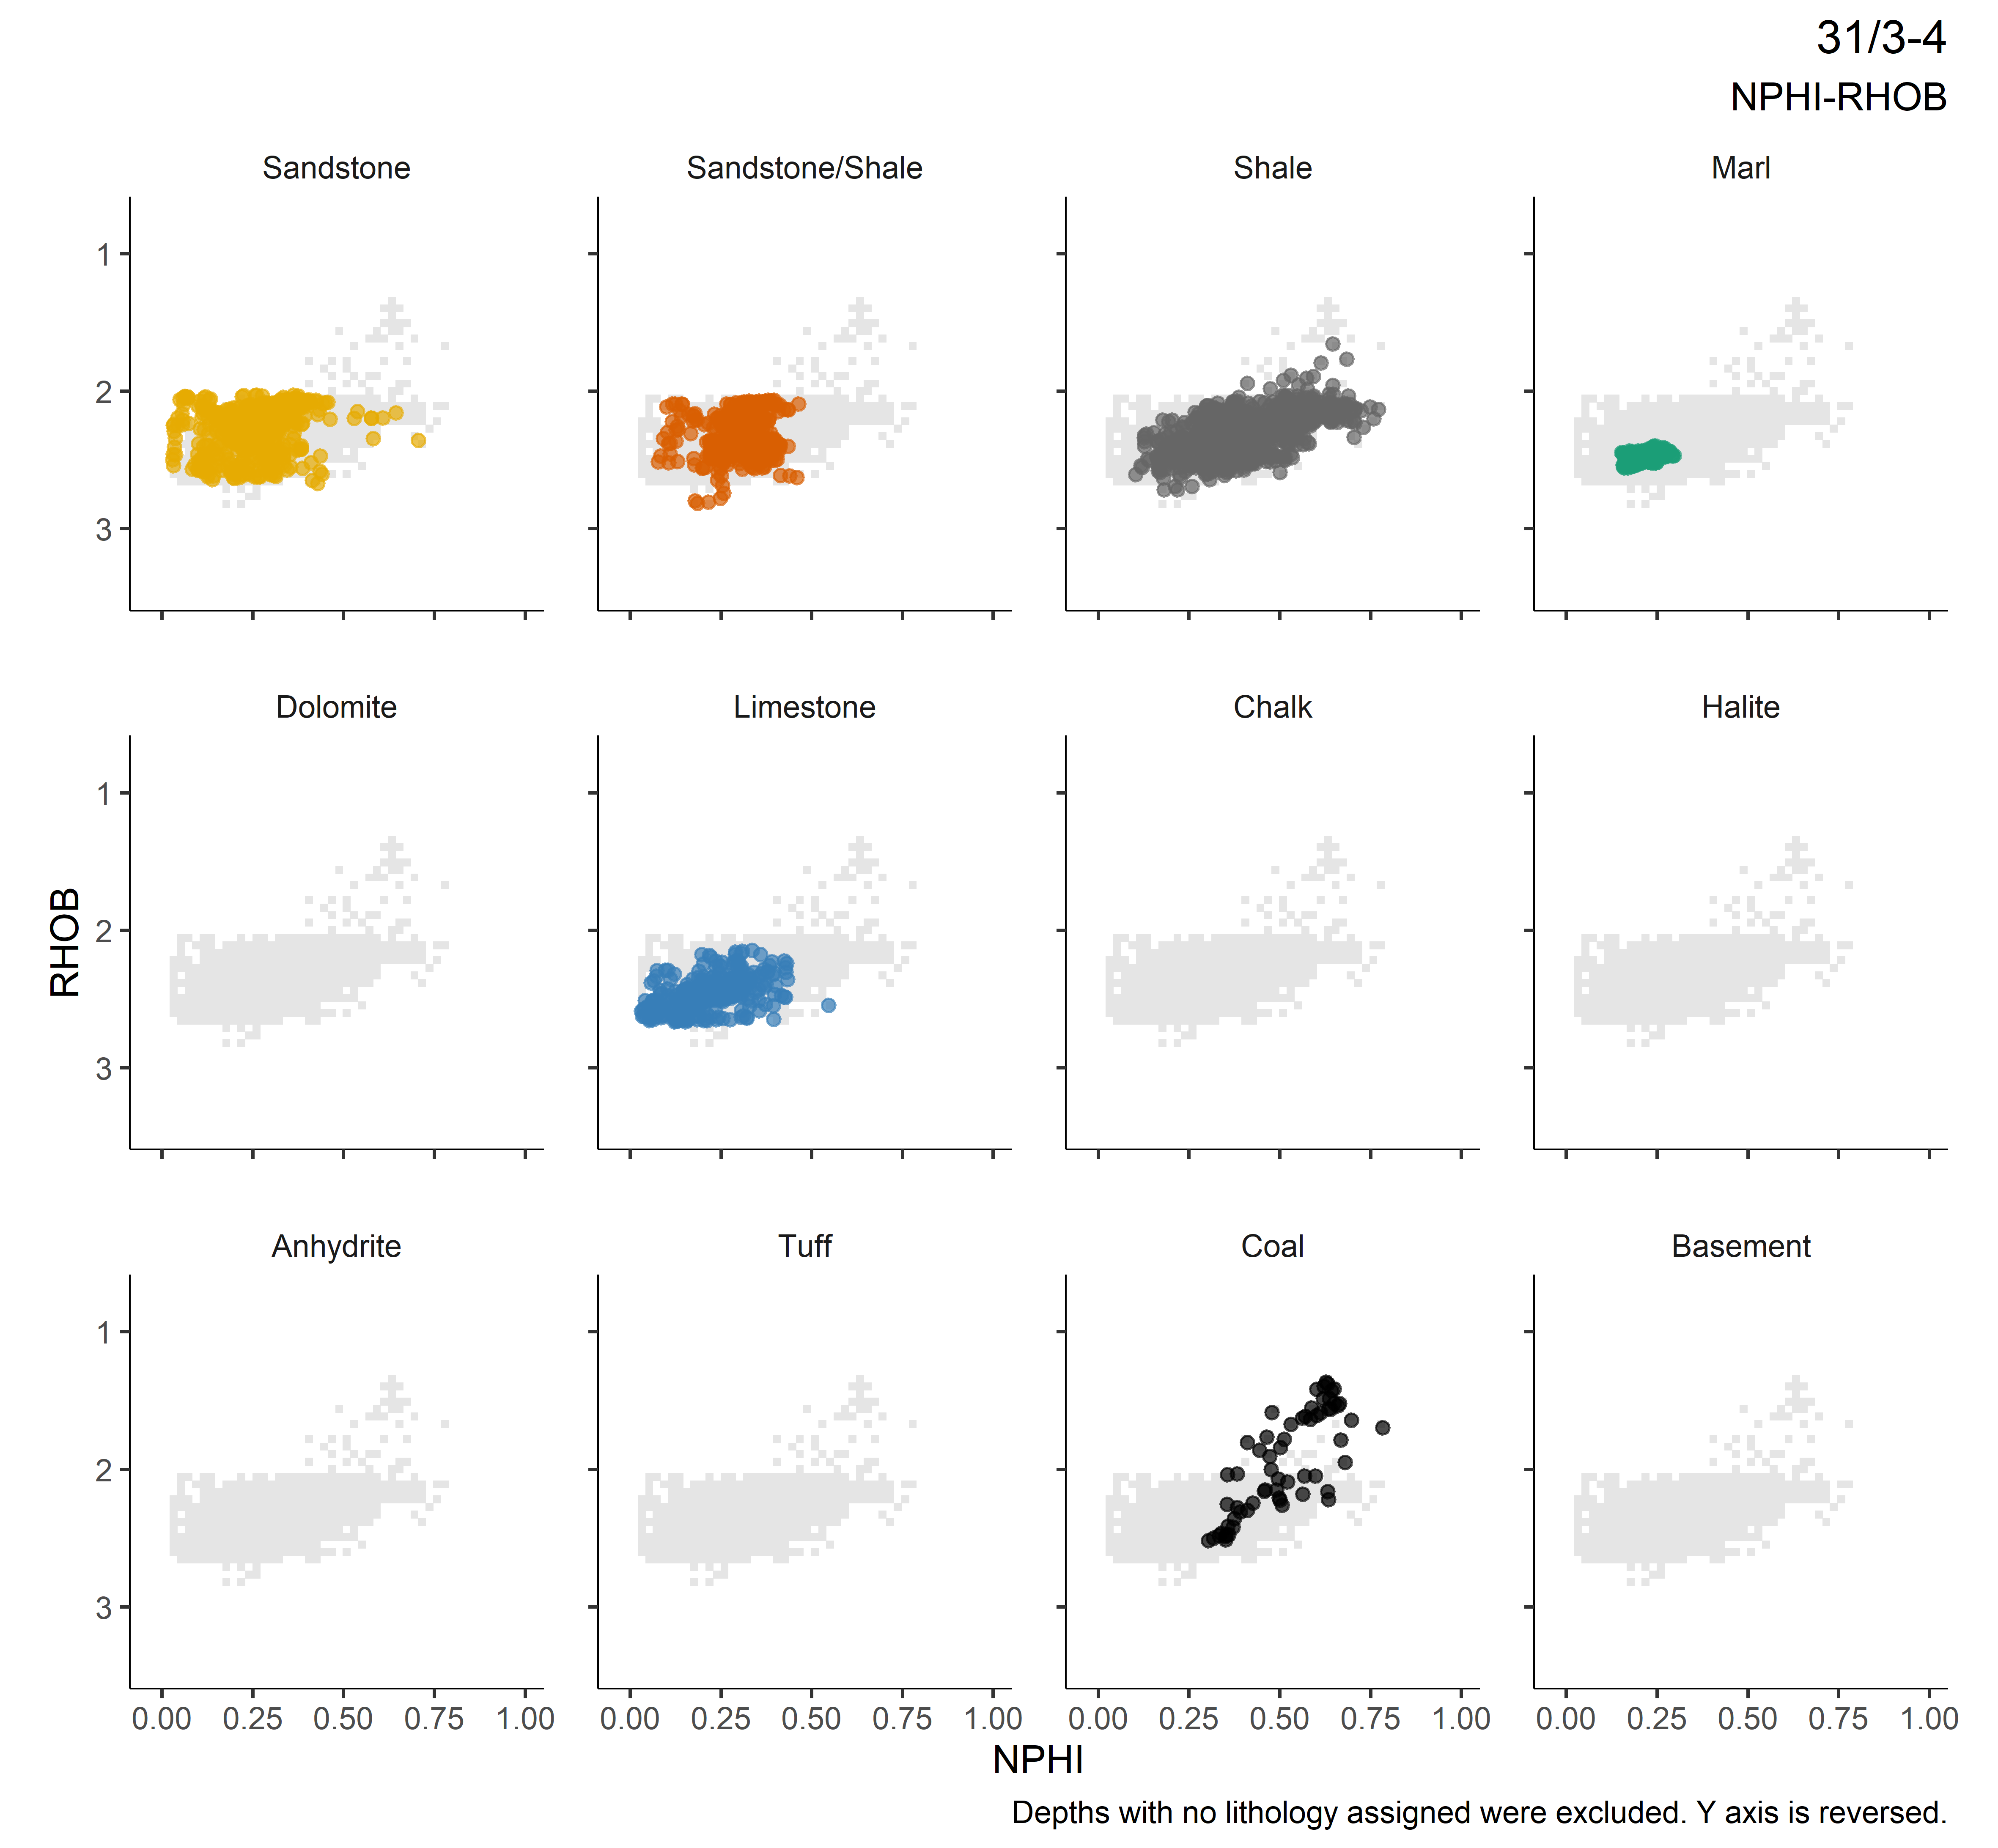 31/3-4
NPHI-RHOB
Sandstone Sandstone/Shale Shale Marl
1
2
3
Dolomite Limestone Chalk Halite
1
2
3
RHOB
Anhydrite Tuff Coal Basement
1
2
3
0.00 0.25 0.50 0.75 1.00 0.00 0.25 0.50 0.75 1.00 0.00 0.25 0.50 0.75 1.00 0.00 0.25 0.50 0.75 1.00
NPHI
Depths with no lithology assigned were excluded. Y axis is reversed.